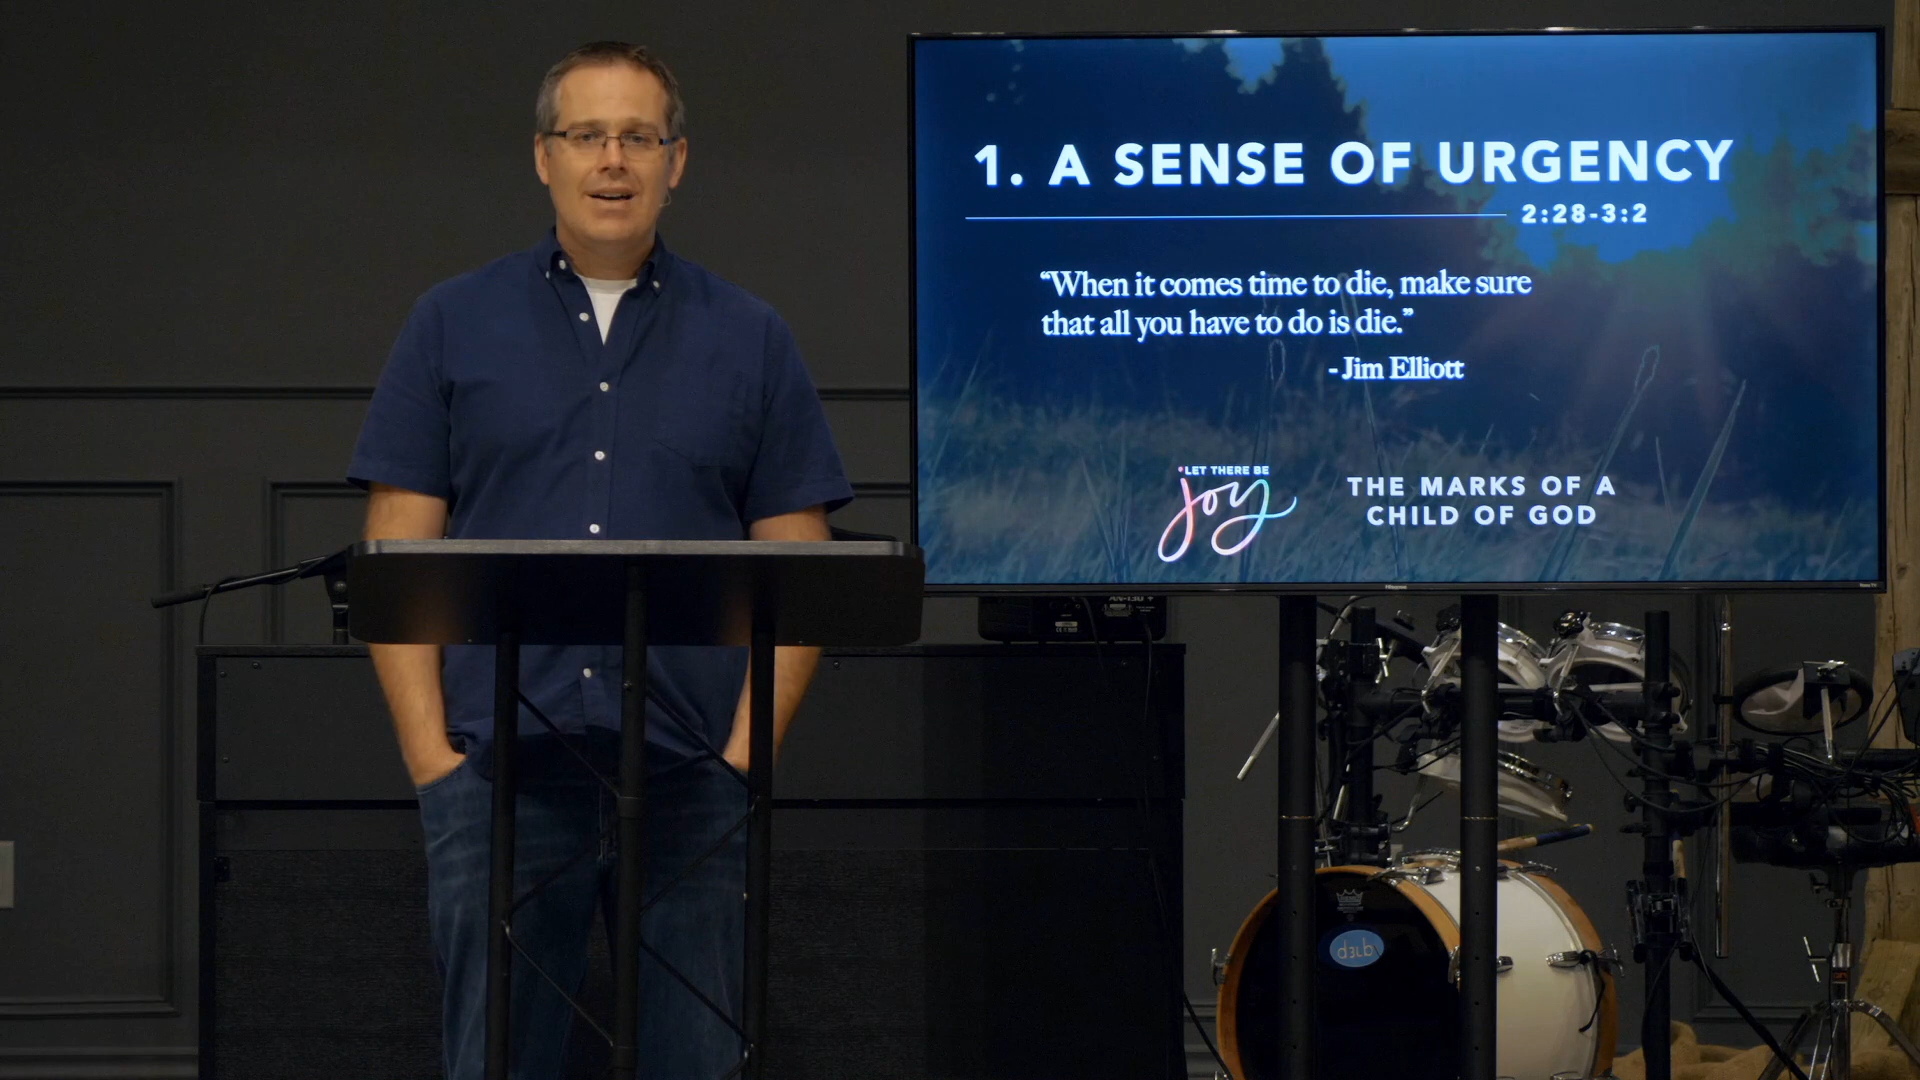 1. A SENSE OF URGENCY
2:28-3:2
“When it comes time to die, make sure
that all you have to do is die.”
- Jim Elliott
LET THERE BE
joy
THE MARKS OF A
CHILD OF GOD